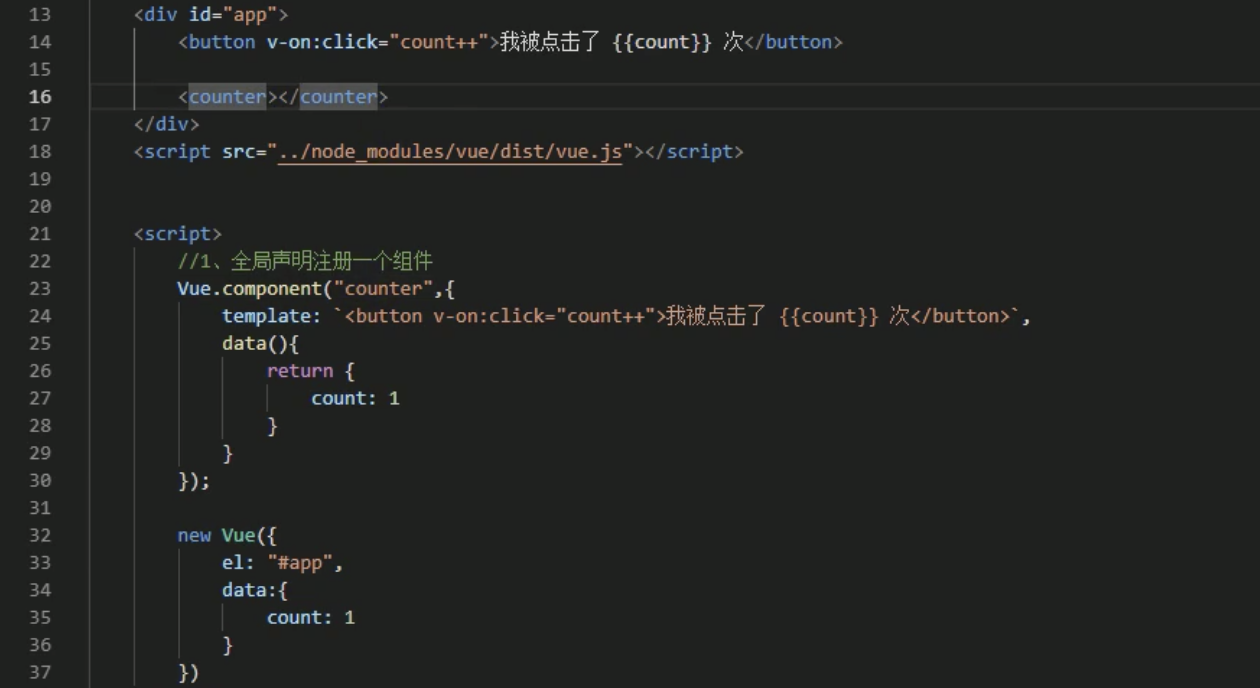 13 <div id="app">
14 <button v-on:click="count++">我被点击了 {{count}} 次</button>
15
16 <counter></counter>
17 </div>
18 <script src="../node_modules/vue/dist/vue.js"></script>
19
20
21 <script>
22 //1、全局声明注册一个组件
23 Vue.component("counter",{
24 template: `<button v-on:click="count++">我被点击了 {{count}} 次</button>`,
25 data(){
26 return {
27 count: 1
28 }
29 }
30 });
31
32 new Vue({
33 el: "#app",
34 data:{
35 count: 1
36 }
37 })